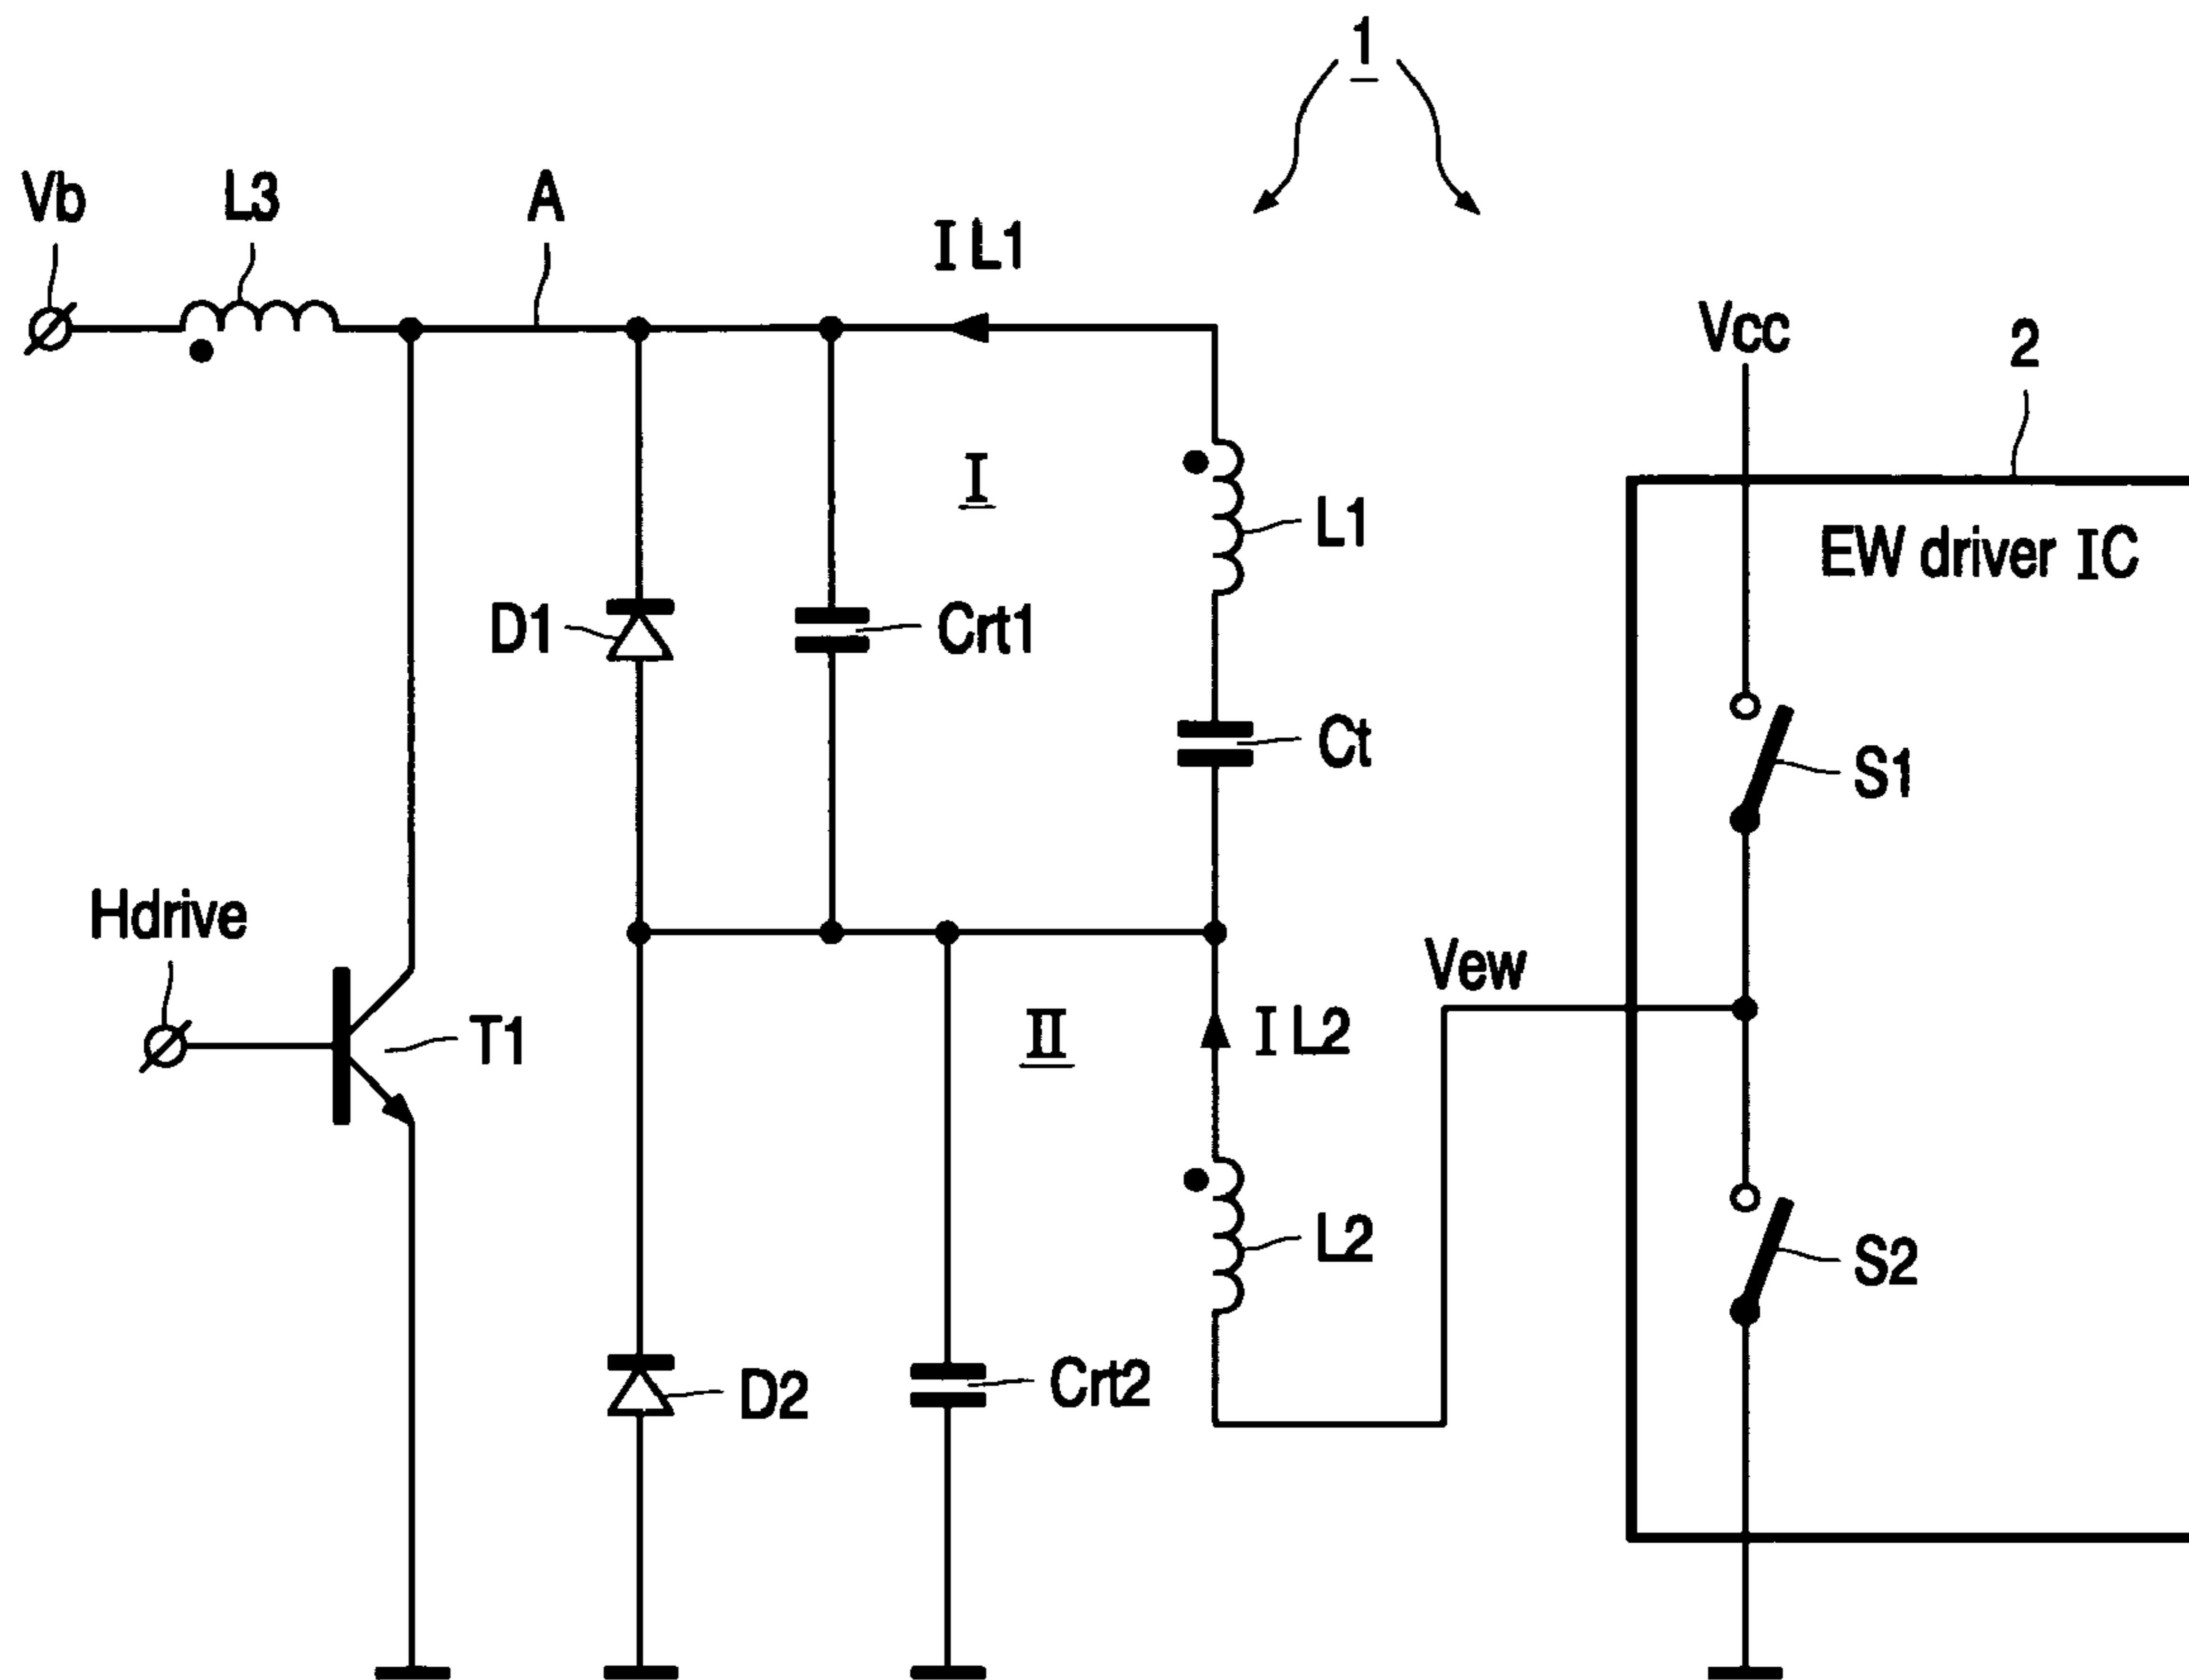 1
Vb
L3
A
I L1
Vcc
2
I
L1
EW driver IC
D1
Crt1
Ct
S1
Hdrive
Vew
T1
II
I L2
L2
S2
D2
Crt2